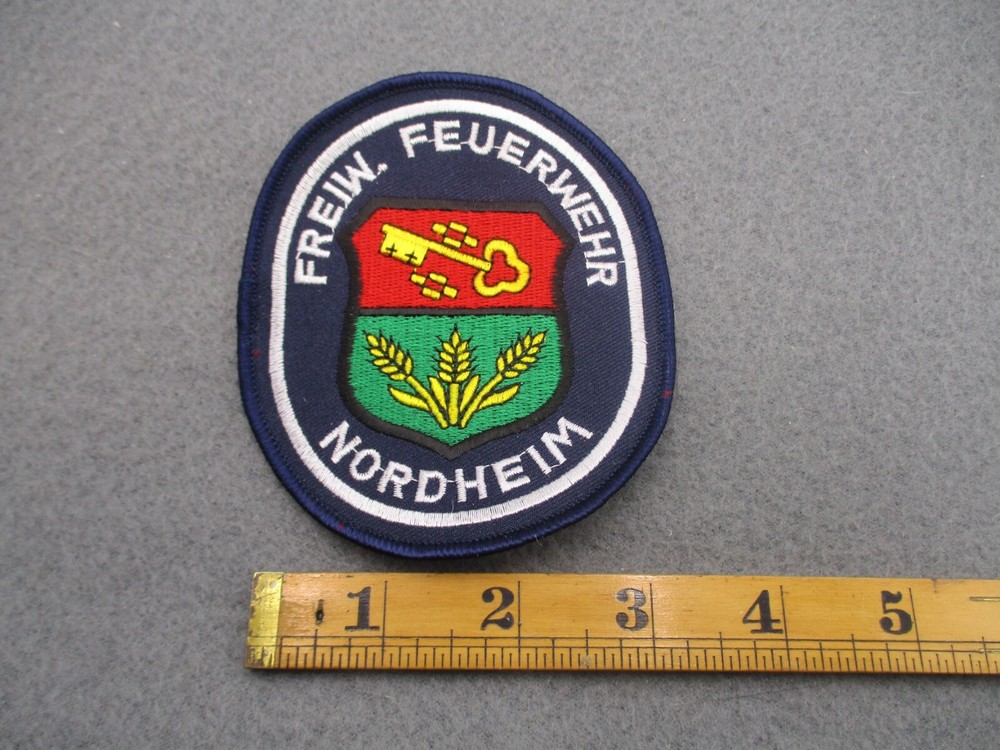 FREIW. FEUERWEHR
NORDHEIM
1 2 3 4 5